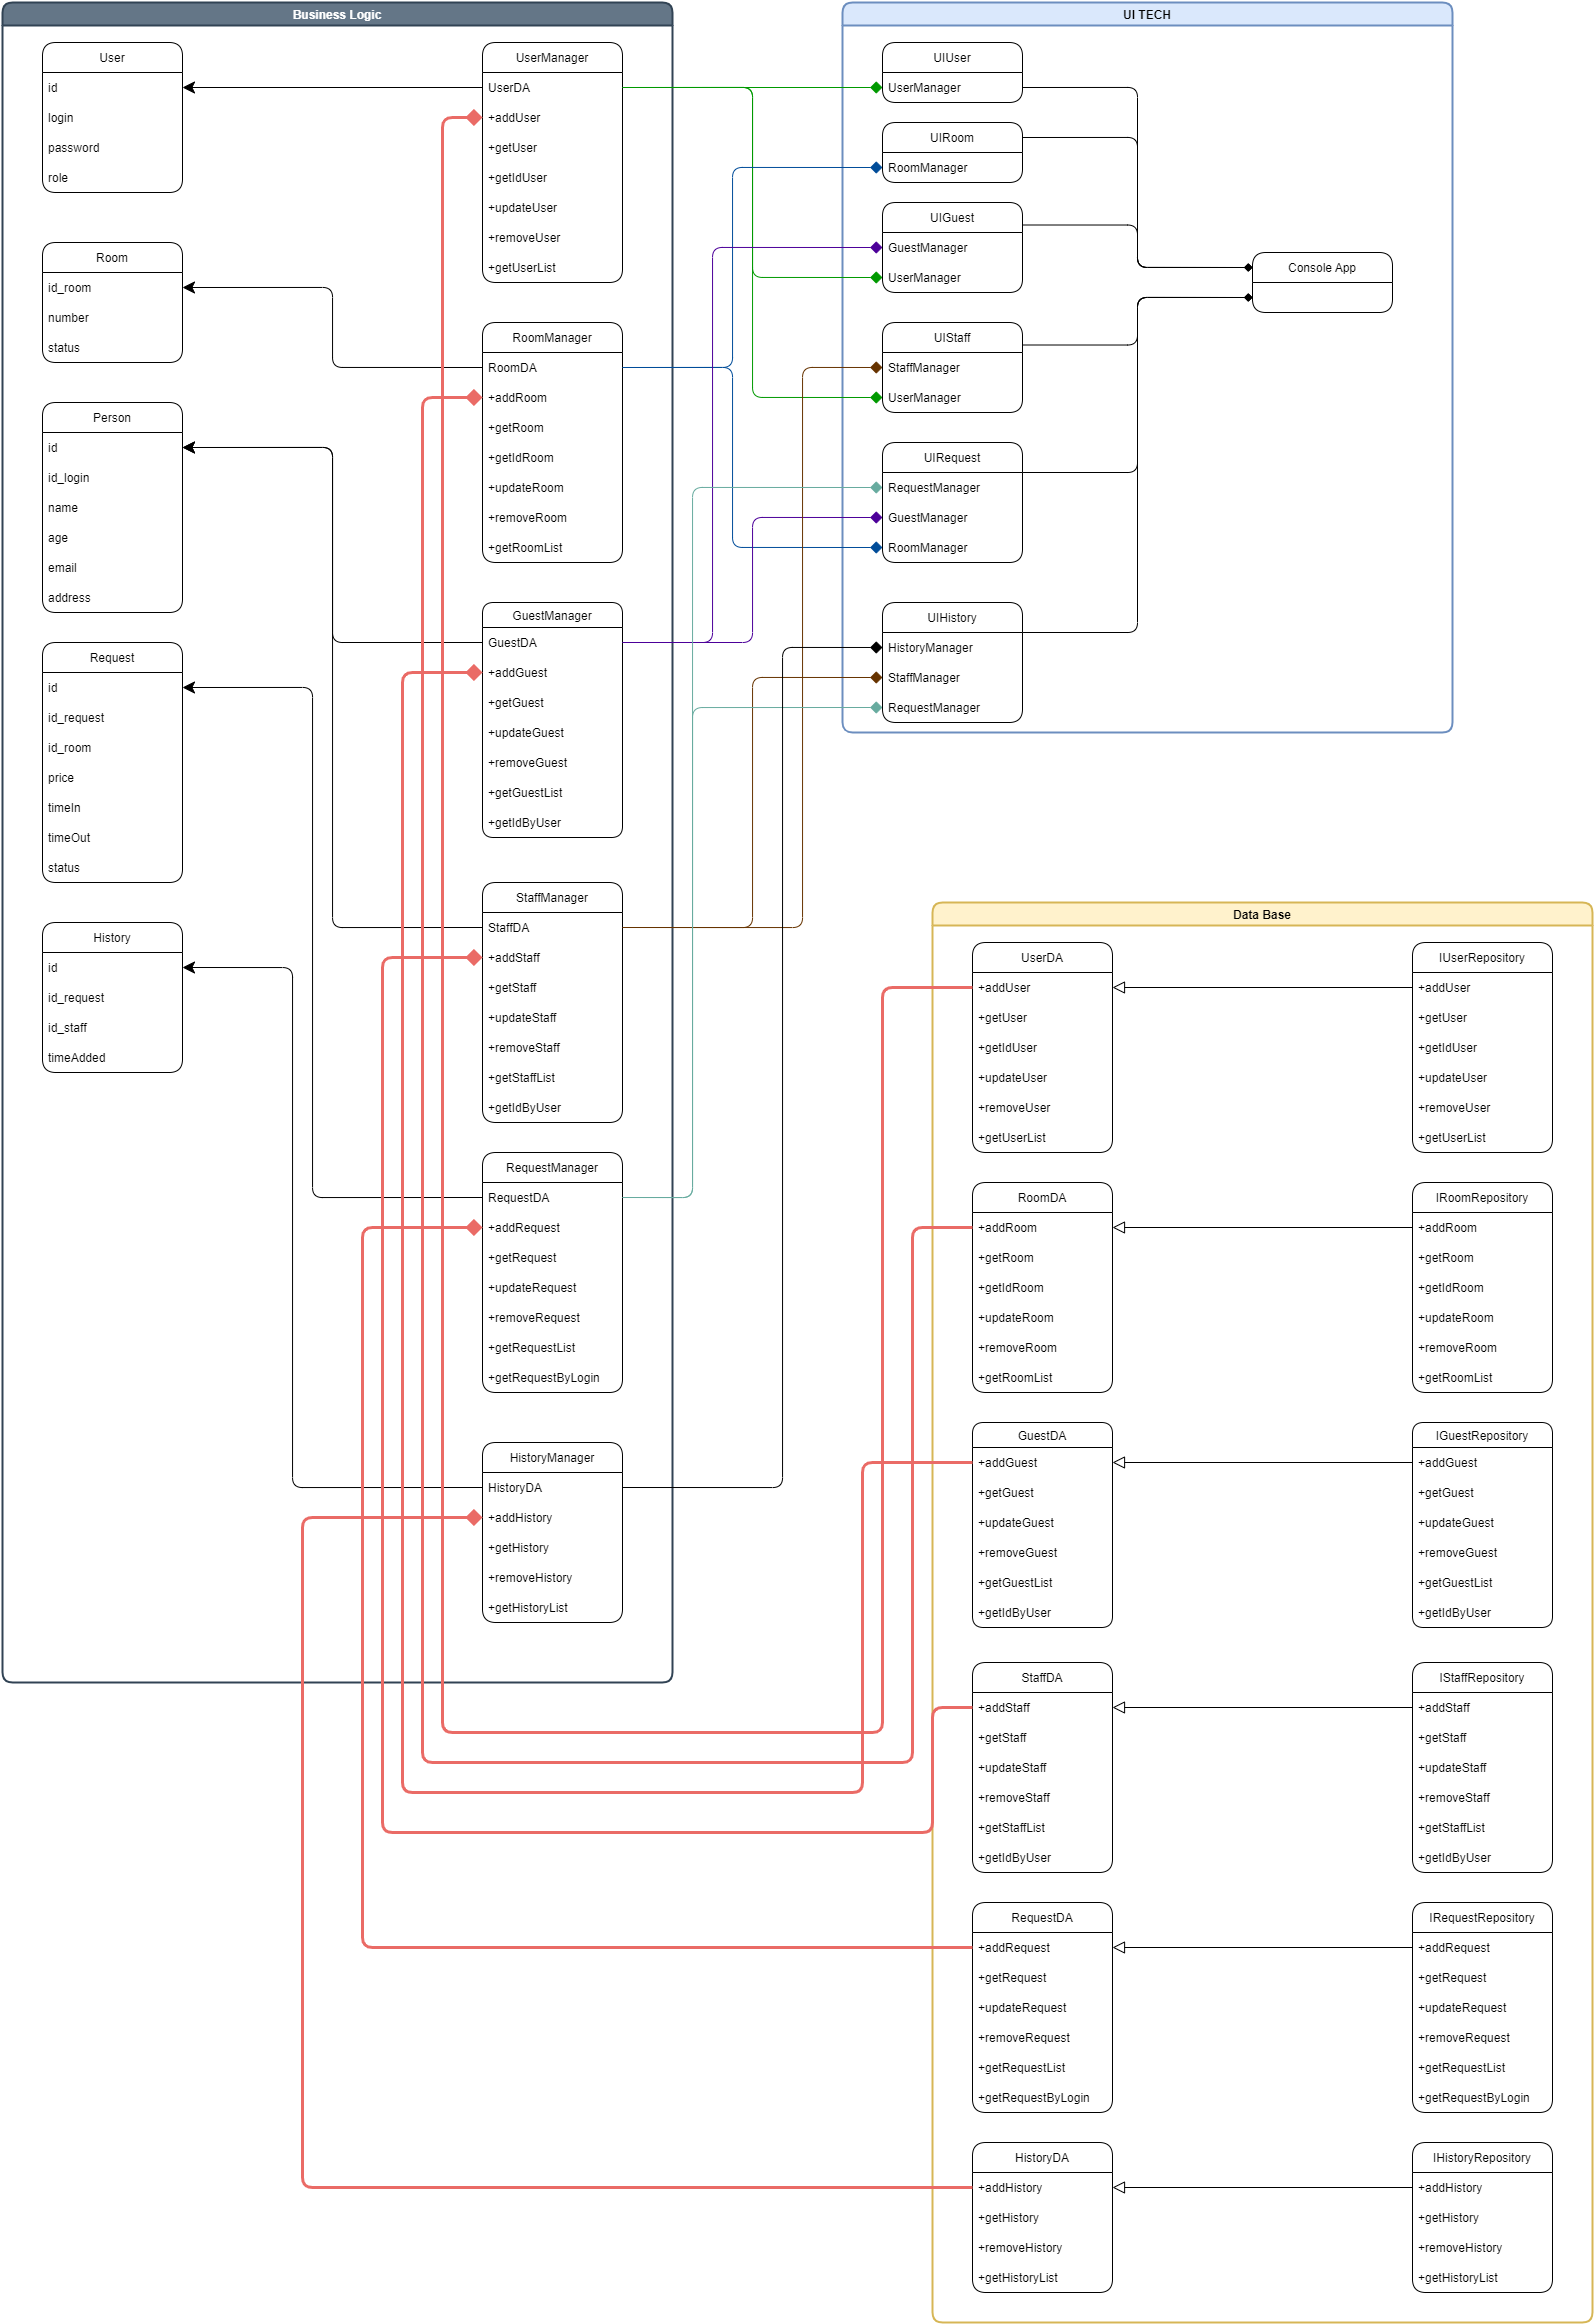 Business Logic
User
id
login
password
role
Room
id_room
number
status
Person
id
id_login
name
age
email
address
Request
id
id_request
id_room
price
timeIn
timeOut
status
History
id
id_request
id_staff
timeAdded
UserManager
UserDA
+addUser
+getUser
+getIdUser
+updateUser
+removeUser
+getUserList
RoomManager
RoomDA
+addRoom
+getRoom
+getIdRoom
+updateRoom
+removeRoom
+getRoomList
GuestManager
GuestDA
+addGuest
+getGuest
+updateGuest
+removeGuest
+getGuestList
+getIdByUser
StaffManager
StaffDA
+addStaff
+getStaff
+updateStaff
+removeStaff
+getStaffList
+getIdByUser
RequestManager
RequestDA
+addRequest
+getRequest
+updateRequest
+removeRequest
+getRequestList
+getRequestByLogin
HistoryManager
HistoryDA
+addHistory
+getHistory
+removeHistory
+getHistoryList
UI TECH
UIUser
UserManager
UIRoom
RoomManager
UIGuest
GuestManager
UserManager
UIStaff
StaffManager
UserManager
UIRequest
RequestManager
GuestManager
RoomManager
UIHistory
HistoryManager
StaffManager
RequestManager
Console App
Data Base
UserDA
+addUser
+getUser
+getIdUser
+updateUser
+removeUser
+getUserList
RoomDA
+addRoom
+getRoom
+getIdRoom
+updateRoom
+removeRoom
+getRoomList
GuestDA
+addGuest
+getGuest
+updateGuest
+removeGuest
+getGuestList
+getIdByUser
StaffDA
+addStaff
+getStaff
+updateStaff
+removeStaff
+getStaffList
+getIdByUser
RequestDA
+addRequest
+getRequest
+updateRequest
+removeRequest
+getRequestList
+getRequestByLogin
HistoryDA
+addHistory
+getHistory
+removeHistory
+getHistoryList
IUserRepository
+addUser
+getUser
+getIdUser
+updateUser
+removeUser
+getUserList
IRoomRepository
+addRoom
+getRoom
+getIdRoom
+updateRoom
+removeRoom
+getRoomList
IGuestRepository
+addGuest
+getGuest
+updateGuest
+removeGuest
+getGuestList
+getIdByUser
IStaffRepository
+addStaff
+getStaff
+updateStaff
+removeStaff
+getStaffList
+getIdByUser
IRequestRepository
+addRequest
+getRequest
+updateRequest
+removeRequest
+getRequestList
+getRequestByLogin
IHistoryRepository
+addHistory
+getHistory
+removeHistory
+getHistoryList